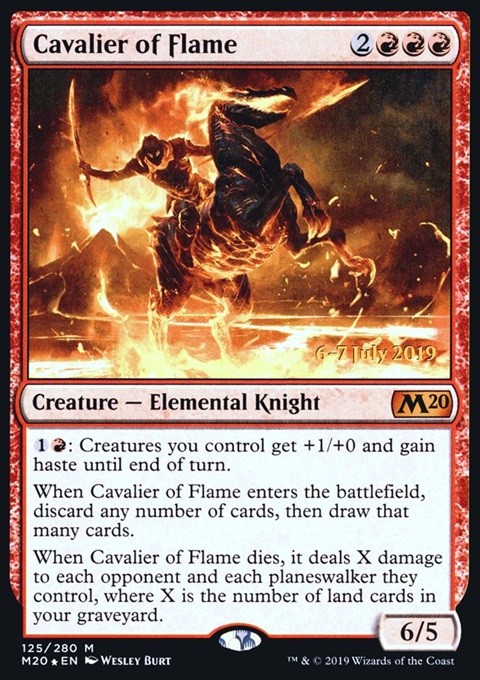 Cavalier of Flame 2
6–7 July 2019
Creature — Elemental Knight M20
1 : Creatures you control get +1/+0 and gain
haste until end of turn.
When Cavalier of Flame enters the battlefield,
discard any number of cards, then draw that
many cards.
When Cavalier of Flame dies, it deals X damage
to each opponent and each planeswalker they
control, where X is the number of land cards in
your graveyard.
6/5
125/280 M
M20★EN Wesley Burt ™ & © 2019 Wizards of the Coast